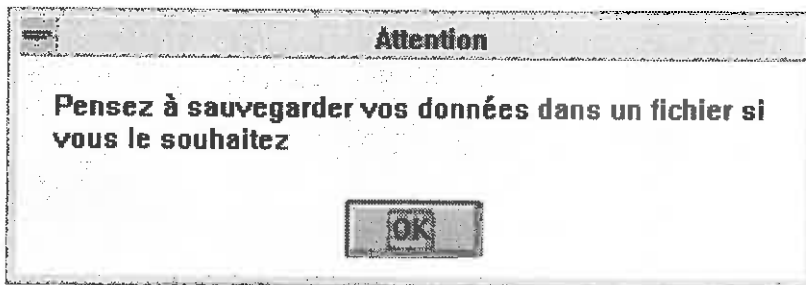 Attention
Pensez à sauvegarder vos données dans un fichier si
vous le souhaitez
OK